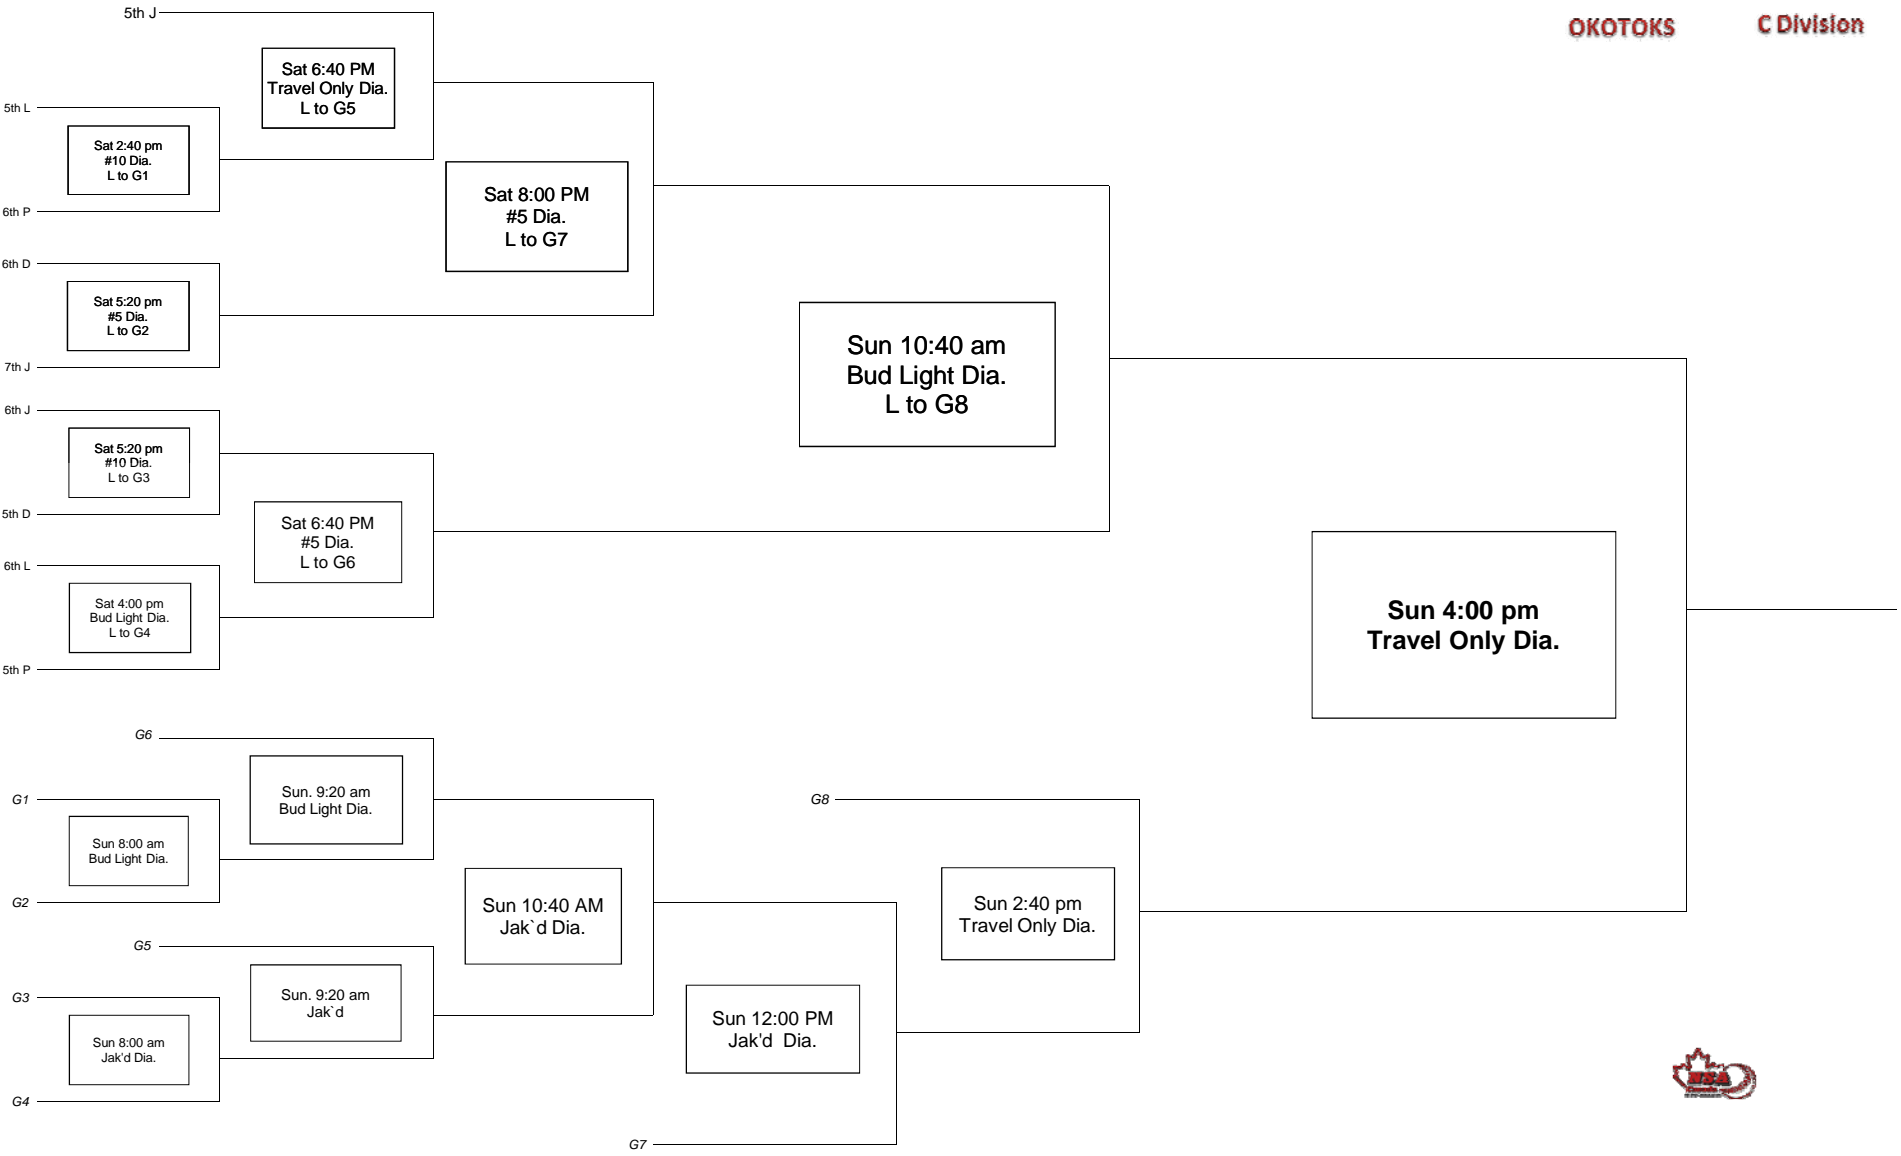 5th J
OKOTOKS
C Division
Sat 6:40 PM
Travel Only Dia.
L to G5
5th L
Sat 2:40 pm
#10 Dia.
L to G1
6th P
Sat 8:00 PM
#5 Dia.
L to G7
6th D
Sat 5:20 pm
#5 Dia.
L to G2
7th J
Sun 10:40 am
Bud Light Dia.
L to G8
6th J
Sat 5:20 pm
#10 Dia.
L to G3
5th D
Sat 6:40 PM
#5 Dia.
L to G6
6th L
Sat 4:00 pm
Bud Light Dia.
L to G4
5th P
Sun 4:00 pm
Travel Only Dia.
G6
Sun. 9:20 am
Bud Light Dia.
G1
Sun 8:00 am
Bud Light Dia.
G2
G8
Sun 10:40 AM
Jak`d Dia.
Sun 2:40 pm
Travel Only Dia.
G5
Sun. 9:20 am
Jak`d
G3
Sun 8:00 am
Jak'd Dia.
G4
Sun 12:00 PM
Jak'd  Dia.
G7
Canada